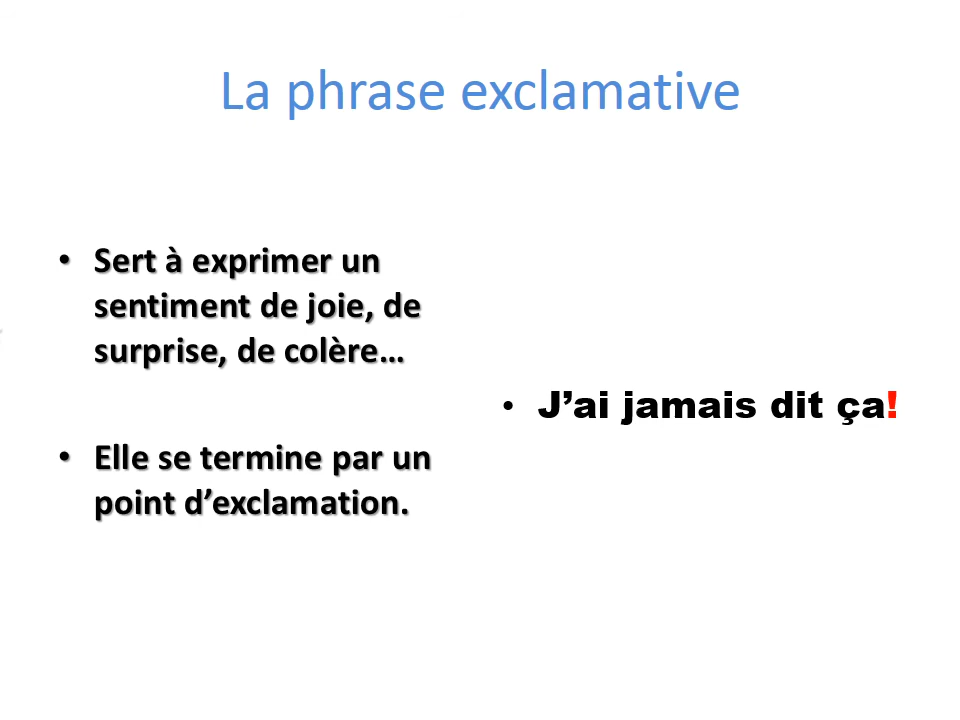 La phrase exclamative
• Sert à exprimer un
sentiment de joie, de
surprise, de colère…
• Elle se termine par un
point d’exclamation.
• J’ai jamais dit ça!